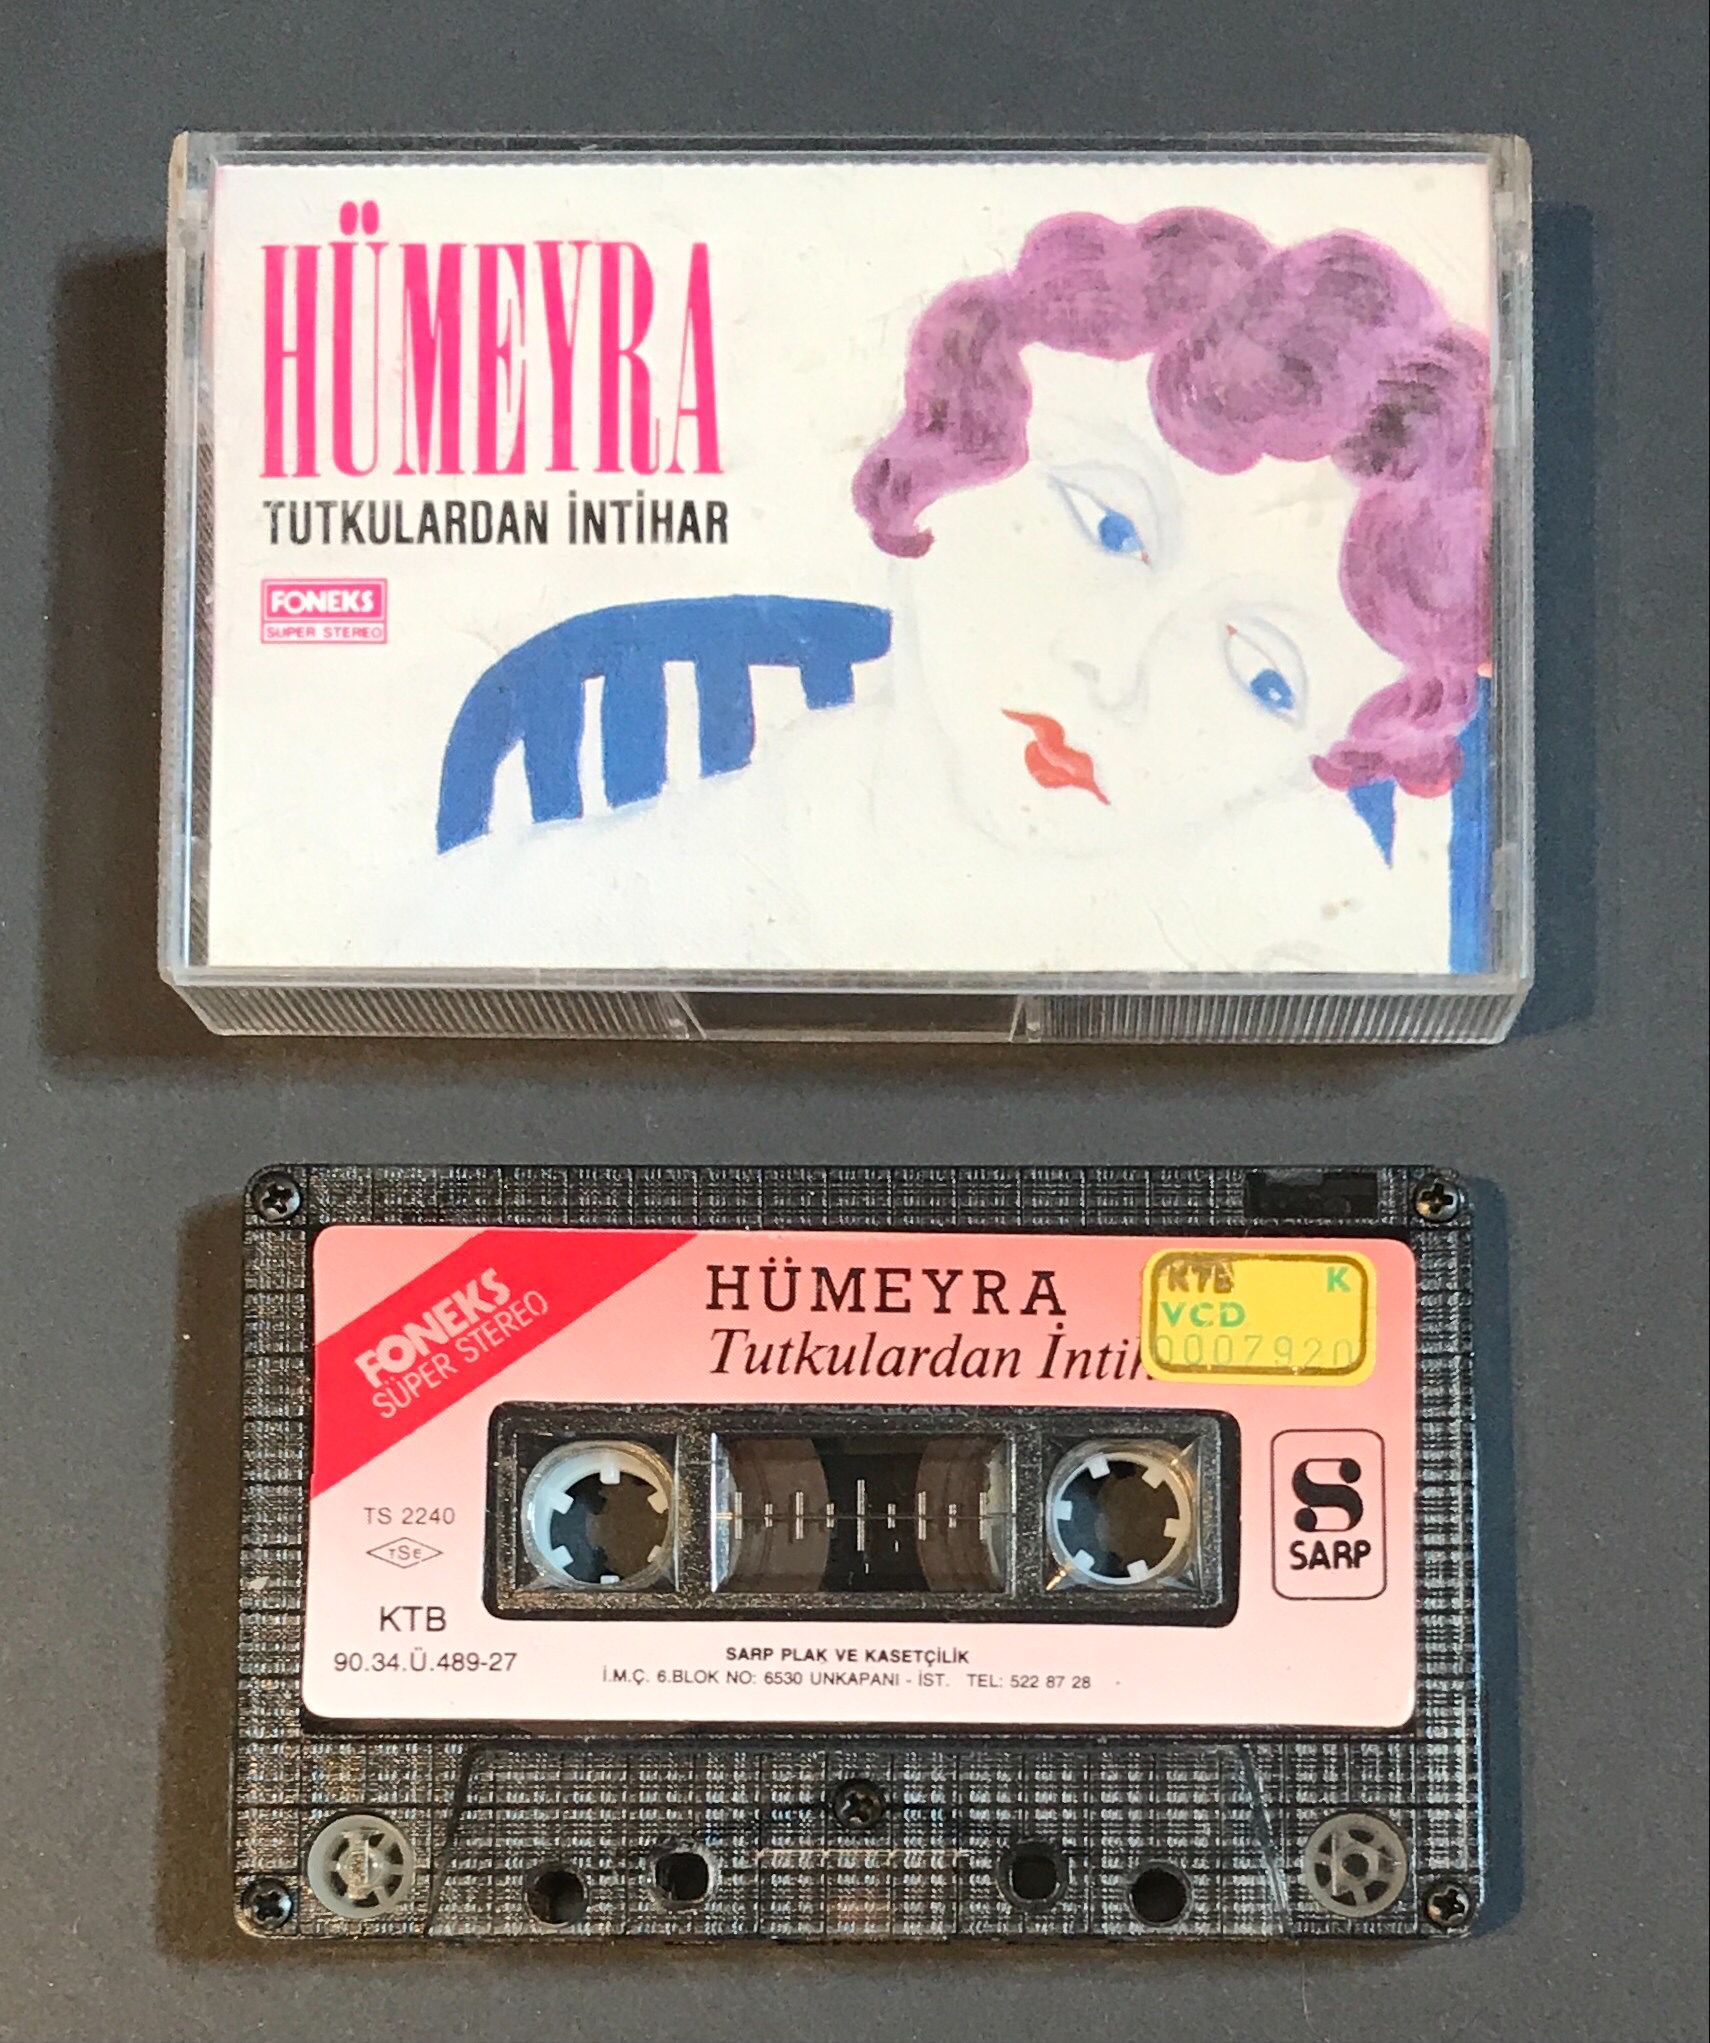 HÜMEYRA
TUTKULARDAN İNTİHAR
FONEKS
SÜPER STEREO
FONEKS
SÜPER STEREO
HÜMEYRA
Tutkulardan İntih
KTB K
VCD
0007920
TS 2240
TSE
KTB
90.34.Ü.489-27
S
SARP
SARP PLAK VE KASETÇİLİK
İ.M.Ç. 6.BLOK NO: 6530 UNKAPANI - İST. TEL: 522 87 28